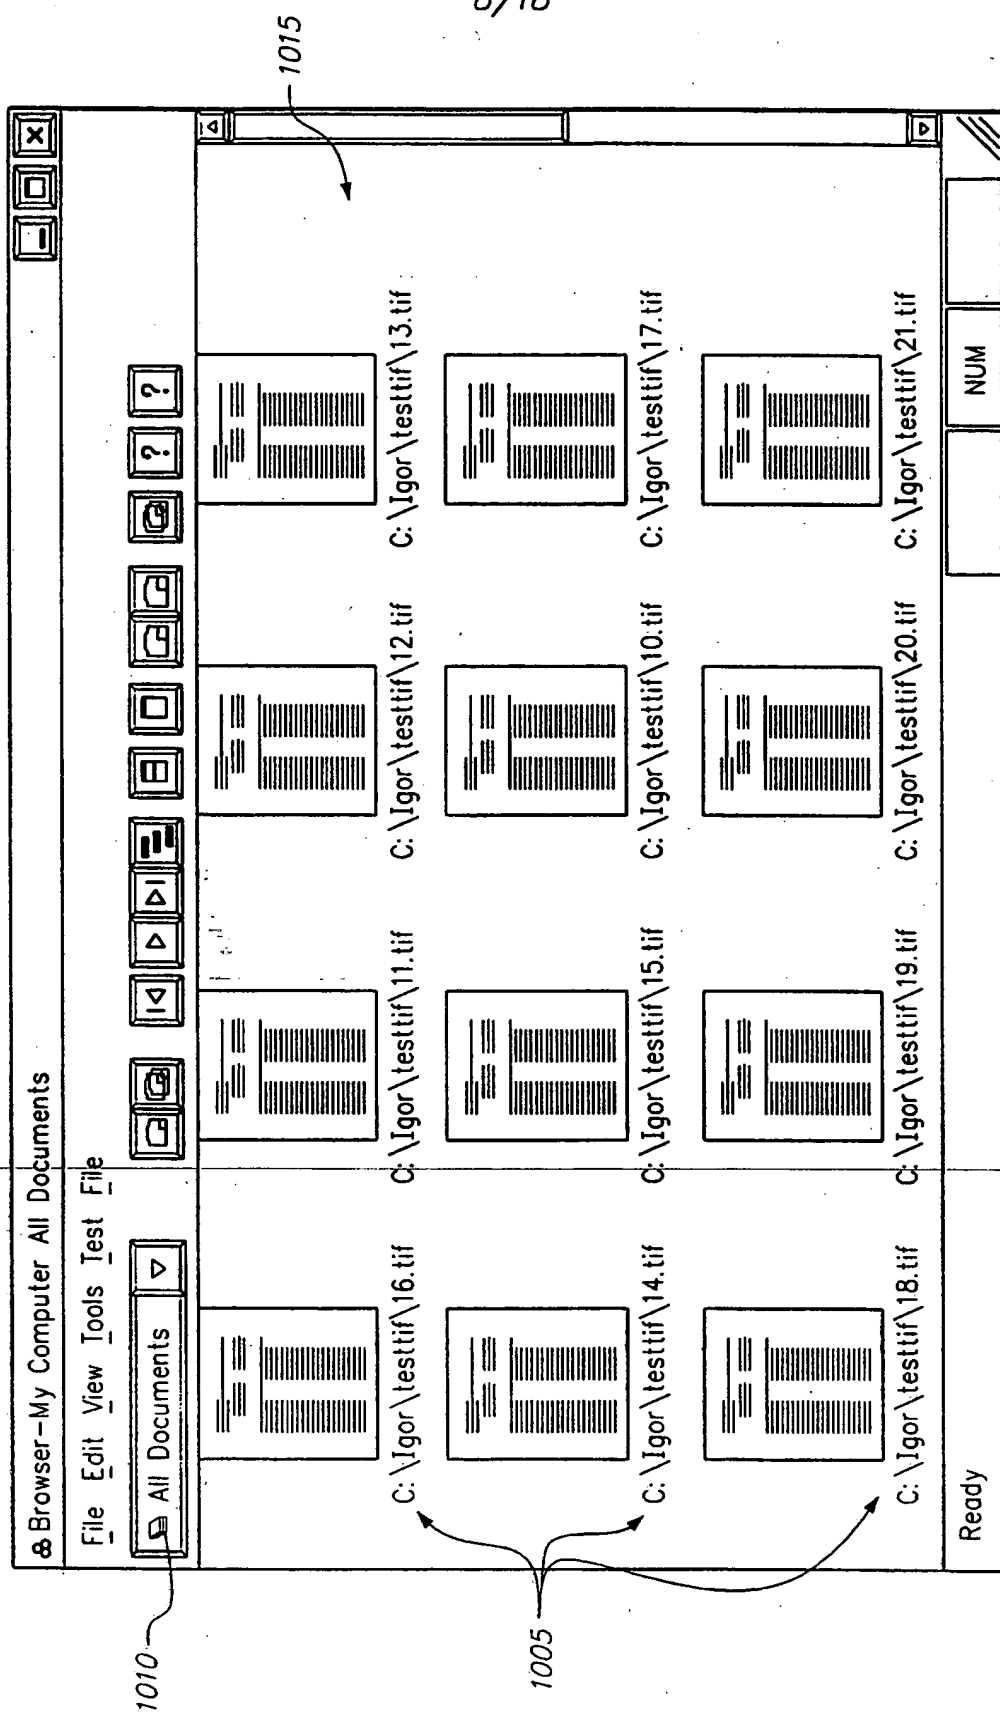 1015
Browser-My Computer All Documents
File Edit View Tools Test File
All Documents
? ?
1010
C: \Igor\testtif\16.tif C: \Igor\testtif\11.tif C: \Igor\testtif\12.tif C: \Igor\testtif\13.tif
C: \Igor\testtif\14.tif C: \Igor\testtif\15.tif C: \Igor\testtif\10.tif C: \Igor\testtif\17.tif
C: \Igor\testtif\18.tif C: \Igor\testtif\19.tif C: \Igor\testtif\20.tif C: \Igor\testtif\21.tif
1005
Ready
NUM